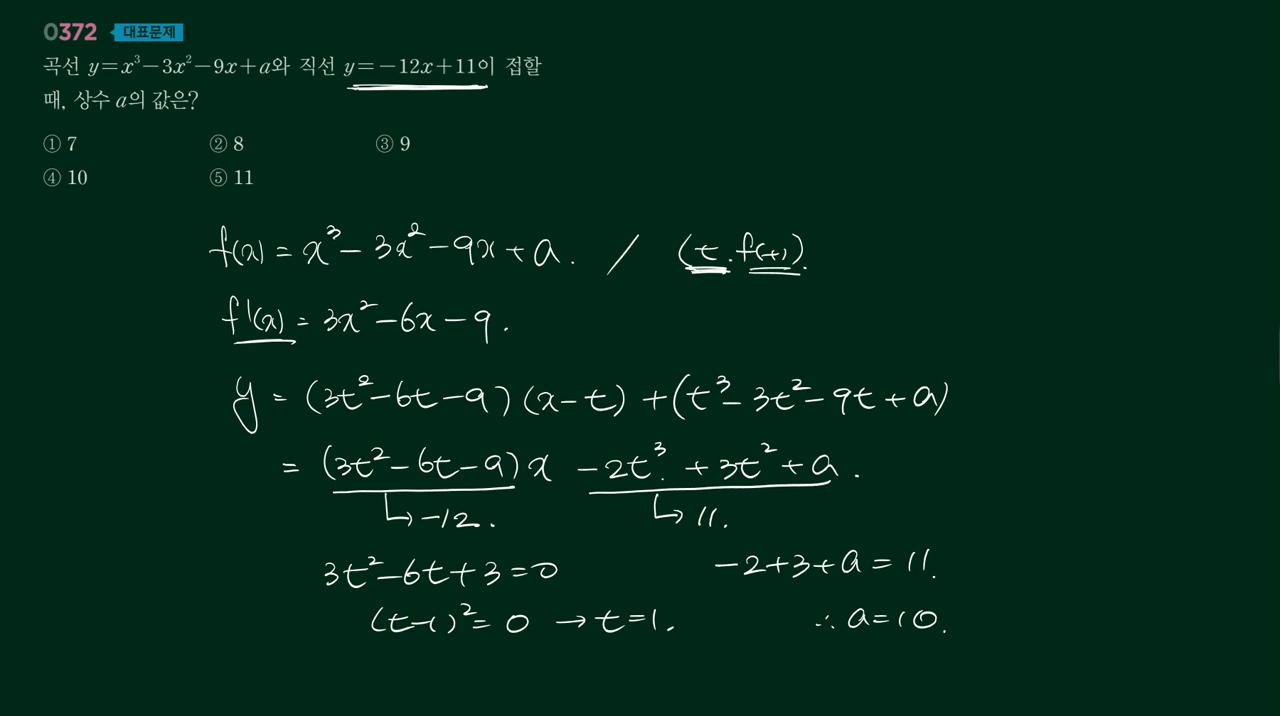 0372 대표문제
곡선 y=x³-3x²-9x+a와 직선 y=-12x+11이 접할
때, 상수 a의 값은?
① 7 ② 8 ③ 9
④ 10 ⑤ 11
f(x) = x³ - 3x² - 9x + a. / (t, f(t)).
f'(x) = 3x² - 6x - 9.
y = (3t² - 6t - 9)(x - t) + (t³ - 3t² - 9t + a)
= (3t² - 6t - 9)x - 2t³ + 3t² + a.
↳ -12. ↳ 11.
3t² - 6t + 3 = 0 -2 + 3 + a = 11.
(t-1)² = 0 → t = 1. ∴ a = 10.